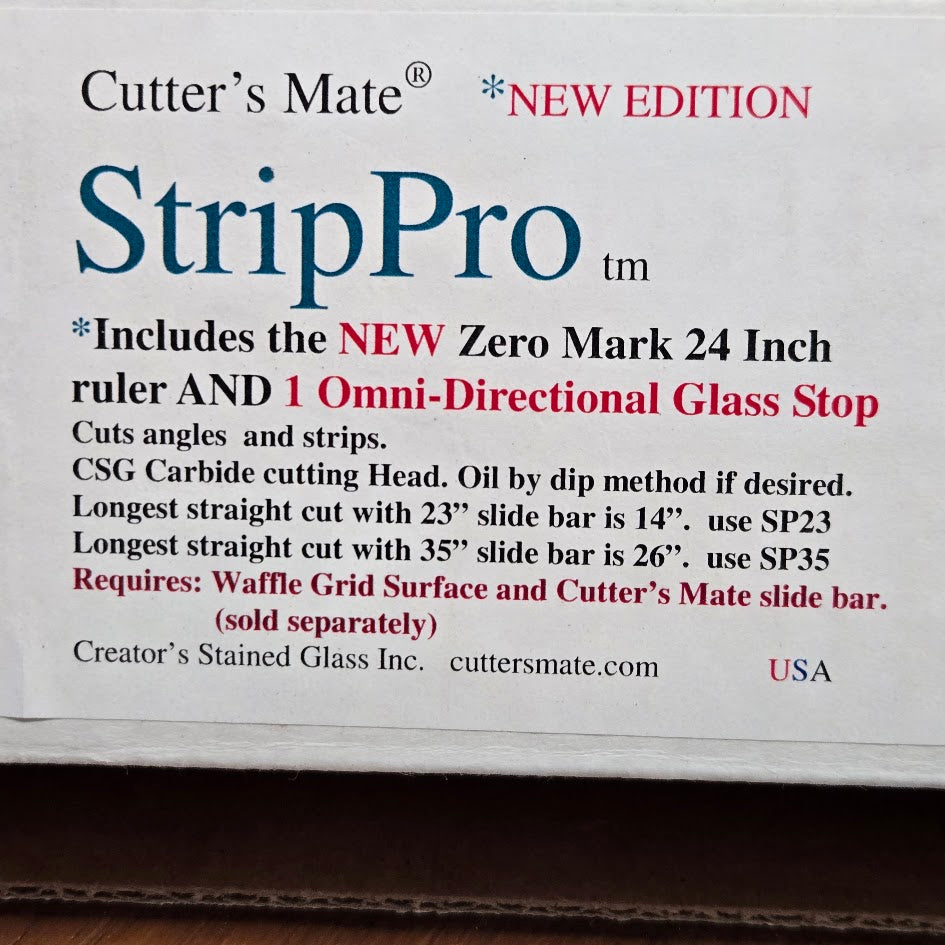 Cutter’s Mate® *NEW EDITION
StripPro tm
*Includes the NEW Zero Mark 24 Inch
ruler AND 1 Omni-Directional Glass Stop
Cuts angles and strips.
CSG Carbide cutting Head. Oil by dip method if desired.
Longest straight cut with 23” slide bar is 14”. use SP23
Longest straight cut with 35” slide bar is 26”. use SP35
Requires: Waffle Grid Surface and Cutter’s Mate slide bar.
(sold separately)
Creator’s Stained Glass Inc. cuttersmate.com USA